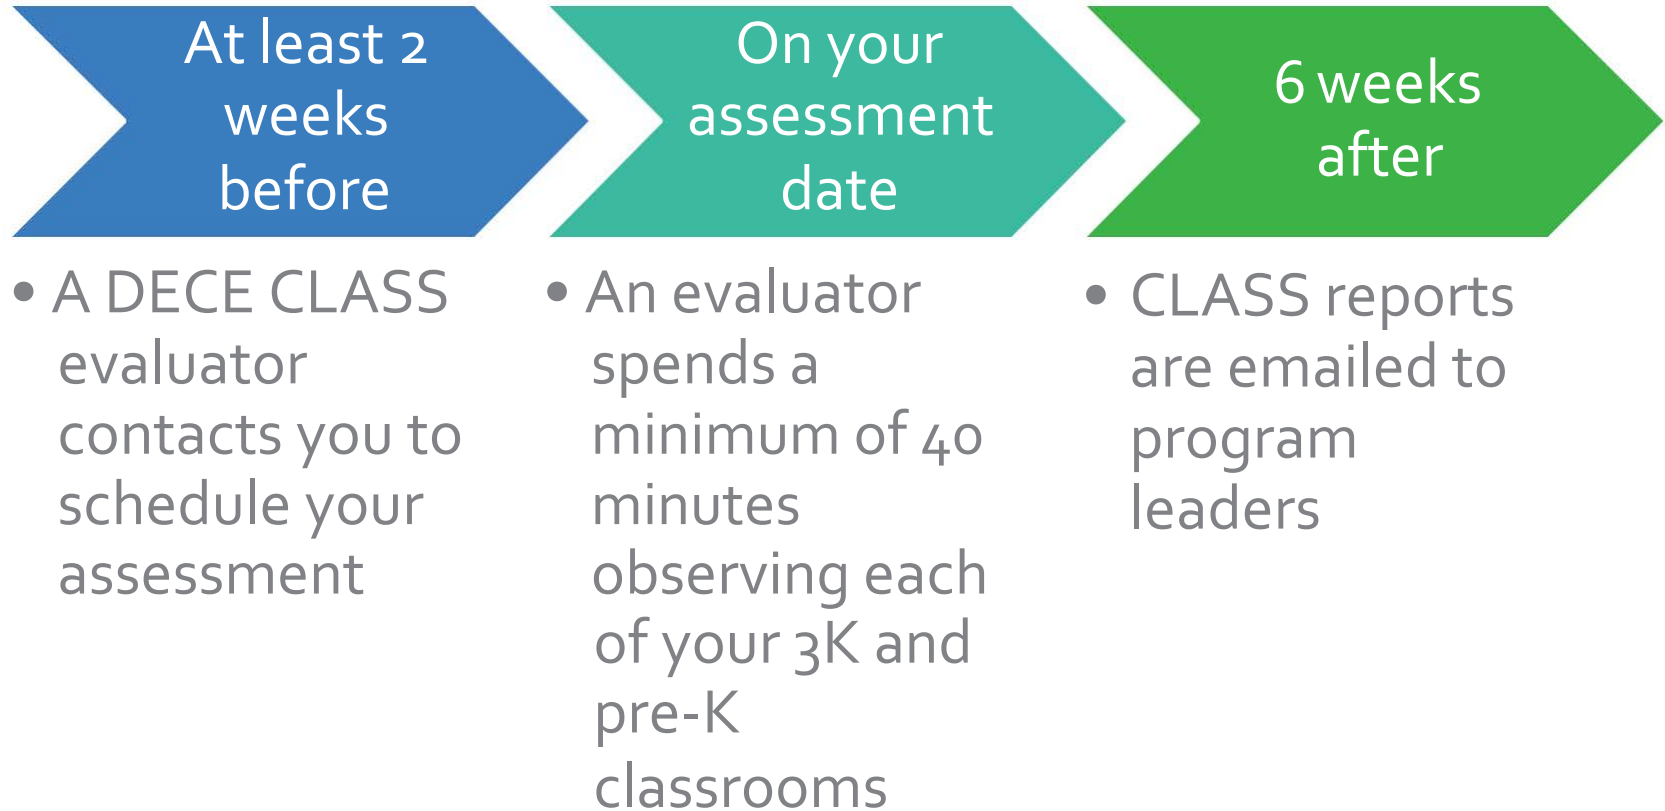 At least 2
weeks
before
• A DECE CLASS
evaluator
contacts you to
schedule your
assessment
On your
assessment
date
• An evaluator
spends a
minimum of 40
minutes
observing each
of your 3K and
pre-K
classrooms
6 weeks
after
• CLASS reports
are emailed to
program
leaders